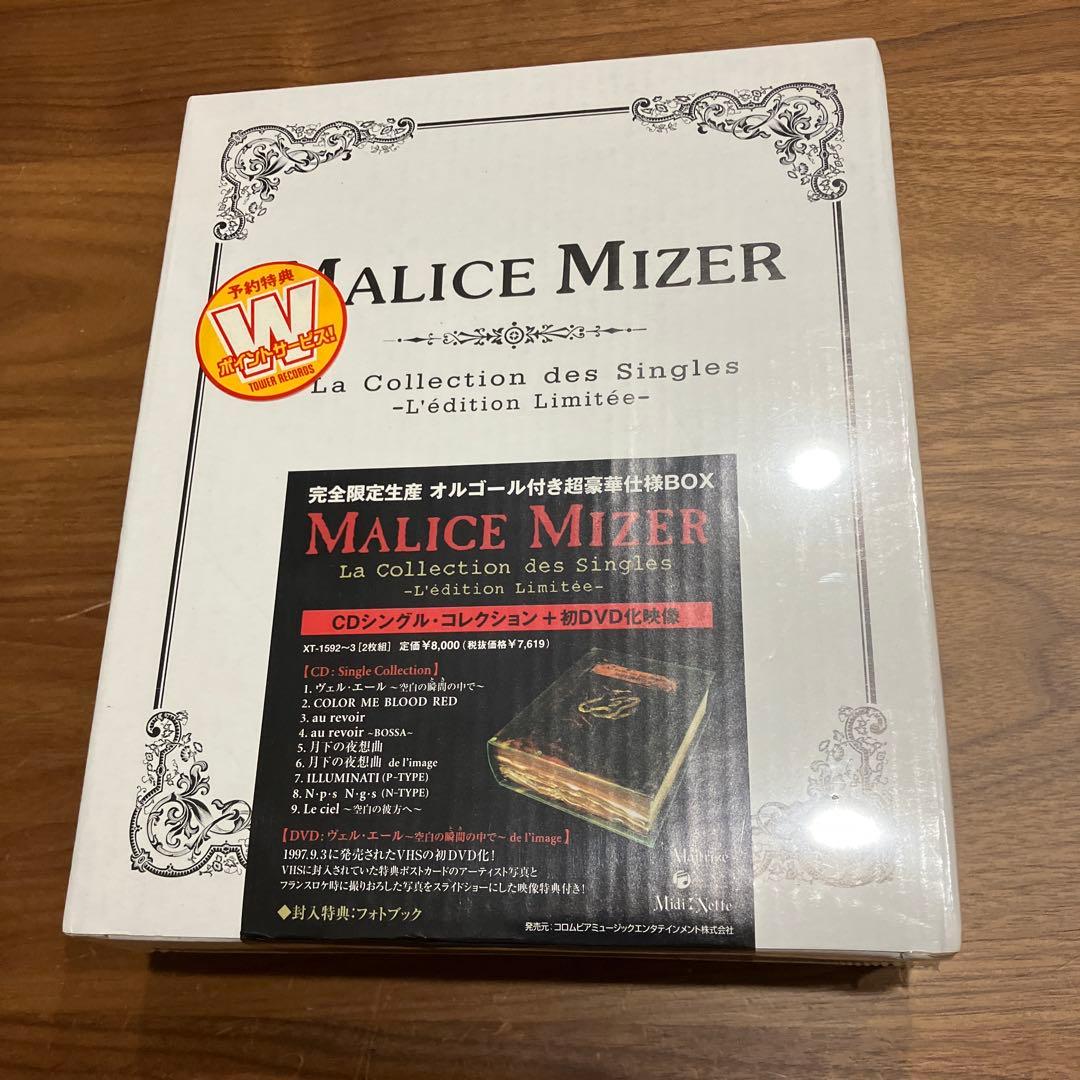 MALICE MIZER
予約特典
W
ポイントサービス!
TOWER RECORDS
La Collection des Singles
-L'édition Limitée-
完全限定生産 オルゴール付き超豪華仕様BOX
MALICE MIZER
La Collection des Singles
-L'édition Limitée-
CDシングル・コレクション+初DVD化映像
XT-1592〜3 [2枚組] 定価¥8,000 (税抜価格¥7,619)
【CD : Single Collection】
1. ヴェル・エール 〜空白の瞬間の中で〜
2. COLOR ME BLOOD RED
3. au revoir
4. au revoir 〜BOSSA〜
5. 月下の夜想曲
6. 月下の夜想曲 de l'image
7. ILLUMINATI (P-TYPE)
8. N・p・s N・g・s (N-TYPE)
9. Le ciel 〜空白の彼方へ〜
【DVD : ヴェル・エール 〜空白の瞬間の中で〜 de l'image】
1997.9.3に発売されたVHSの初DVD化!
VHSに封入されていた特典ポストカードのアーティスト写真と
フランスロケ時に撮りおろした写真をスライドショーにした映像特典付き!
◆封入特典:フォトブック
Midi:Nette
発売元:コロムビアミュージックエンタテインメント株式会社